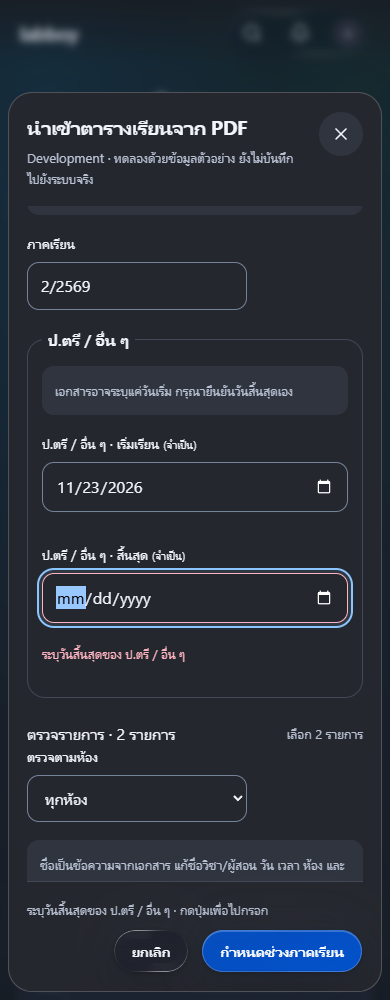 นำเข้าตารางเรียนจาก PDF
Development · ทดลองด้วยข้อมูลตัวอย่าง ยังไม่บันทึก
ไปยังระบบจริง
ภาคเรียน
2/2569
ป.ตรี / อื่น ๆ
เอกสารอาจระบุแค่วันเริ่ม กรุณายืนยันวันสิ้นสุดเอง
ป.ตรี / อื่น ๆ · เริ่มเรียน (จำเป็น)
11/23/2026
ป.ตรี / อื่น ๆ · สิ้นสุด (จำเป็น)
mm/dd/yyyy
ระบุวันสิ้นสุดของ ป.ตรี / อื่น ๆ
ตรวจรายการ · 2 รายการ
เลือก 2 รายการ
ตรวจตามห้อง
ทุกห้อง
ชื่อเป็นข้อความจากเอกสาร แก้ชื่อวิชา/ผู้สอน วัน เวลา ห้อง และ
ระบุวันสิ้นสุดของ ป.ตรี / อื่น ๆ · กดปุ่มเพื่อไปกรอก
ยกเลิก
กำหนดช่วงภาคเรียน